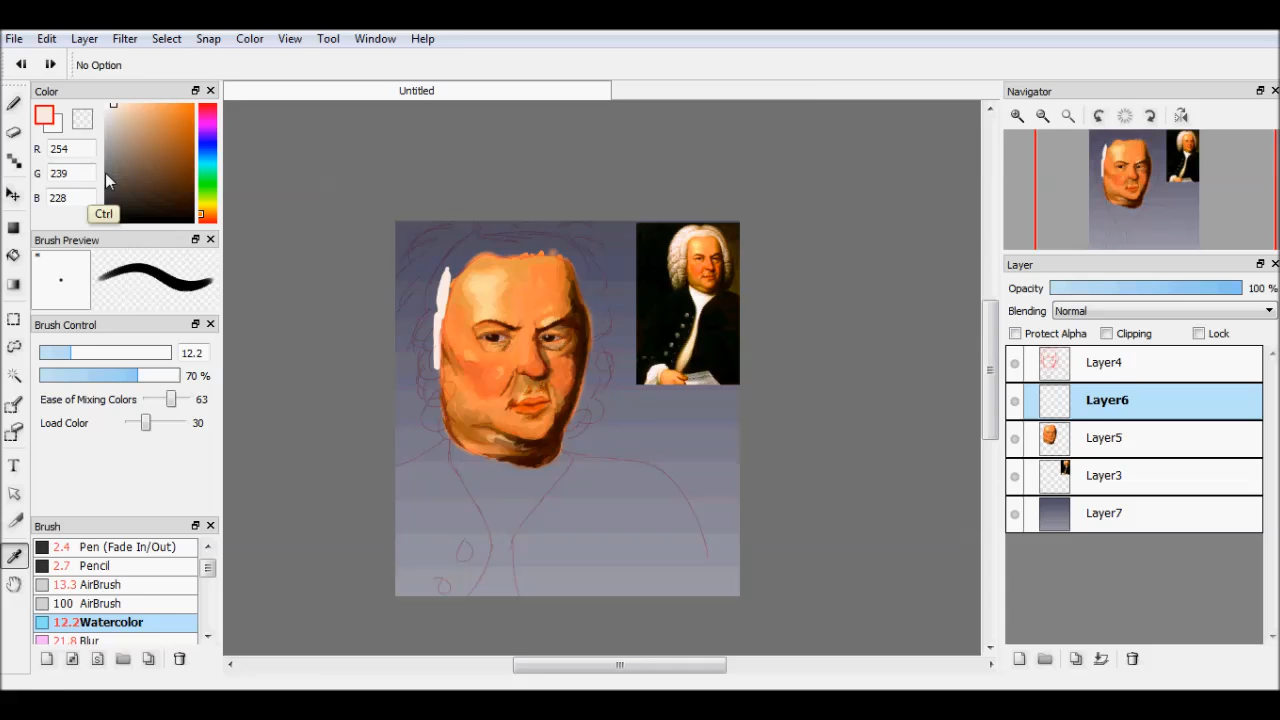 File Edit Layer Filter Select Snap Color View Tool Window Help
No Option
Color
Untitled
Navigator
R 254
G 239
B 228
Ctrl
Brush Preview
Brush Control
12.2
70 %
Ease of Mixing Colors 63
Load Color 30
Brush
2.4 Pen (Fade In/Out)
2.7 Pencil
13.3 AirBrush
100 AirBrush
12.2 Watercolor
21.8 Blur
T
Layer
Opacity 100 %
Blending Normal
Protect Alpha Clipping Lock
Layer4
Layer6
Layer5
Layer3
Layer7